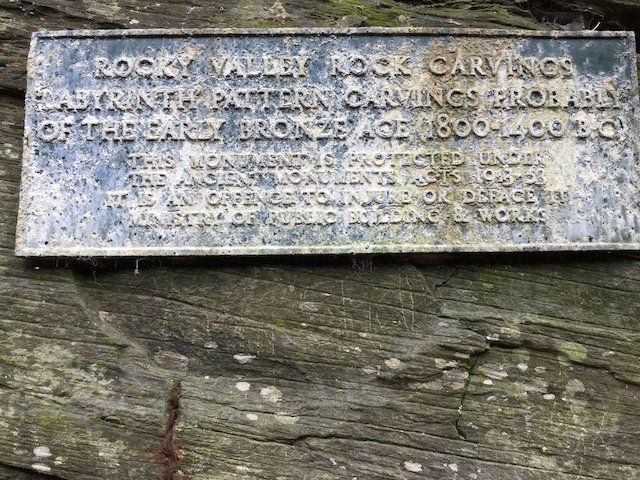 ROCKY VALLEY ROCK CARVINGS
LABYRINTH PATTERN CARVINGS PROBABLY
OF THE EARLY BRONZE AGE (1800-1400 B.C.)
THIS MONUMENT IS PROTECTED UNDER
THE ANCIENT MONUMENTS ACTS 1913-53
IT IS AN OFFENCE TO INJURE OR DEFACE IT
MINISTRY OF PUBLIC BUILDING & WORKS